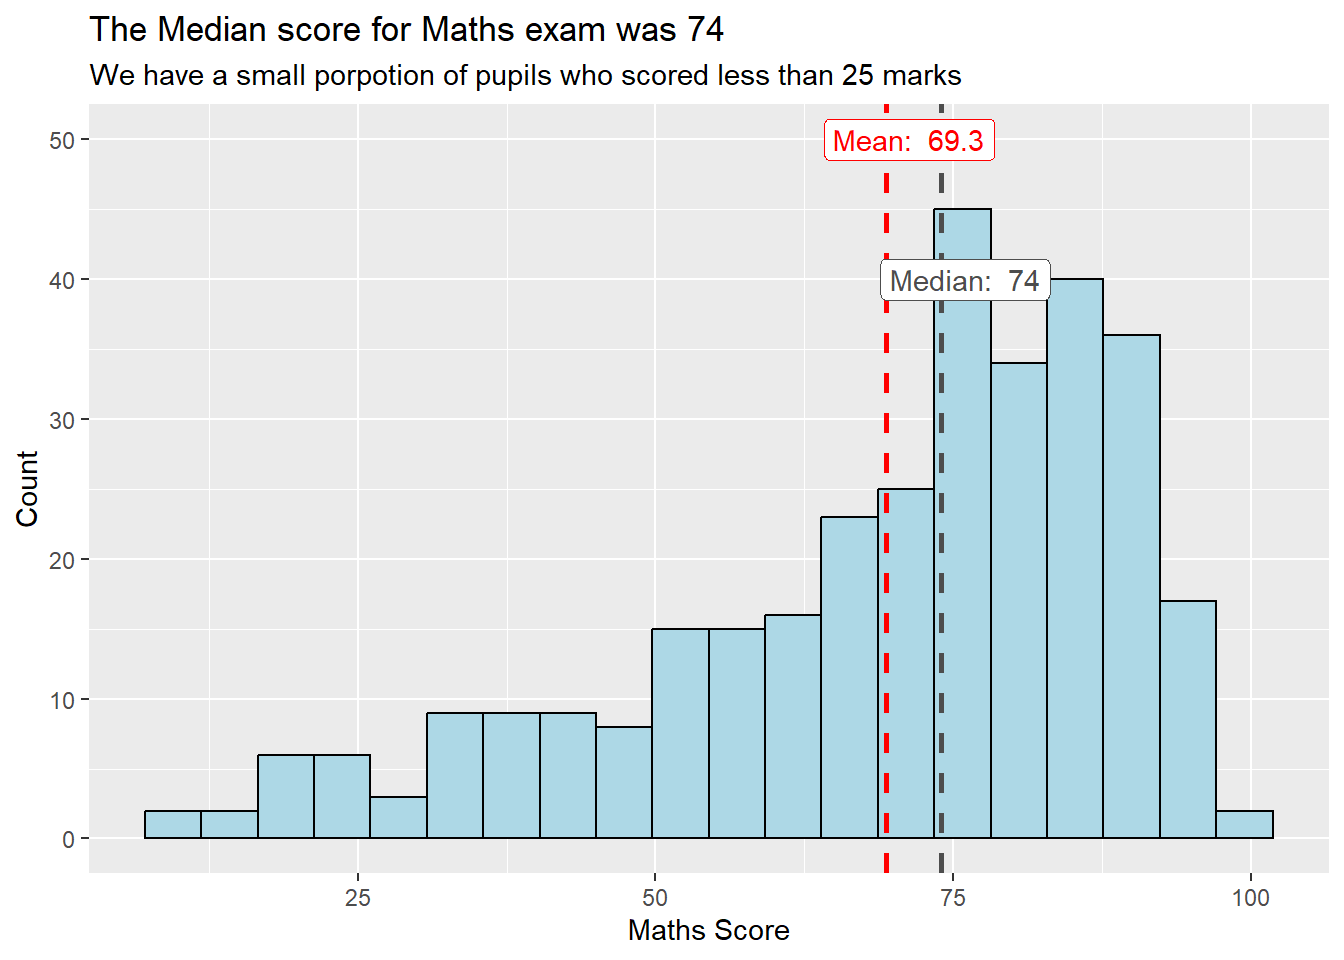 The Median score for Maths exam was 74
We have a small porpotion of pupils who scored less than 25 marks
50
Mean:  69.3
40
Median:  74
30
20
10
0
Count
25 50 75 100
Maths Score